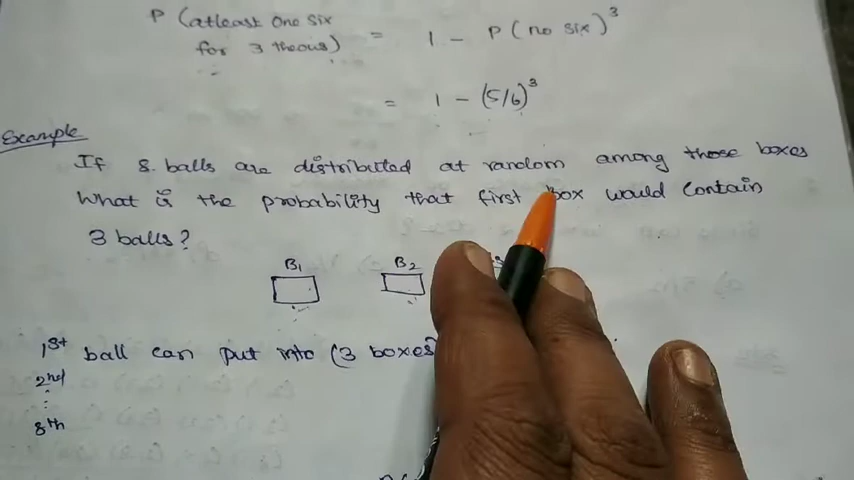 P (atleast one six = 1 - P(no six)³
for 3 theous)
= 1 - (5/6)³
Example
If 8 balls are distributed at random among those boxes
What is the probability that first box would contain
3 balls?
B₁ B₂
1st ball can put into (3 boxes)
2nd
:
8th